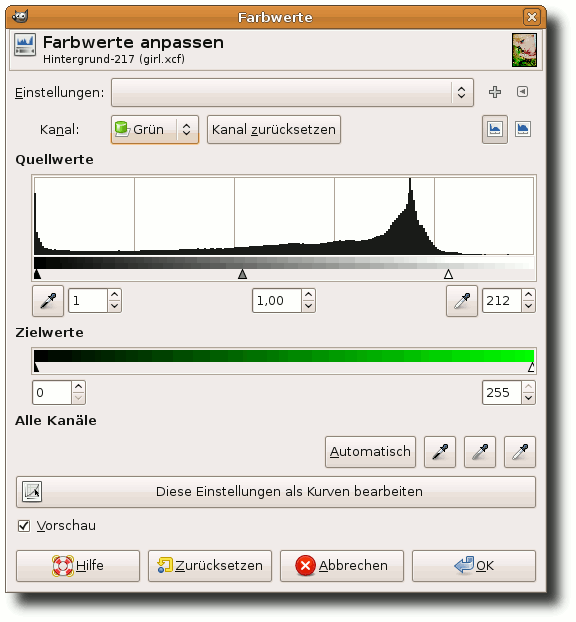 Farbwerte
Farbwerte anpassen
Hintergrund-217 (girl.xcf)
Einstellungen:
Kanal: Grün Kanal zurücksetzen
Quellwerte
1 1,00 212
Zielwerte
0 255
Alle Kanäle
Automatisch
Diese Einstellungen als Kurven bearbeiten
Vorschau
Hilfe Zurücksetzen Abbrechen OK